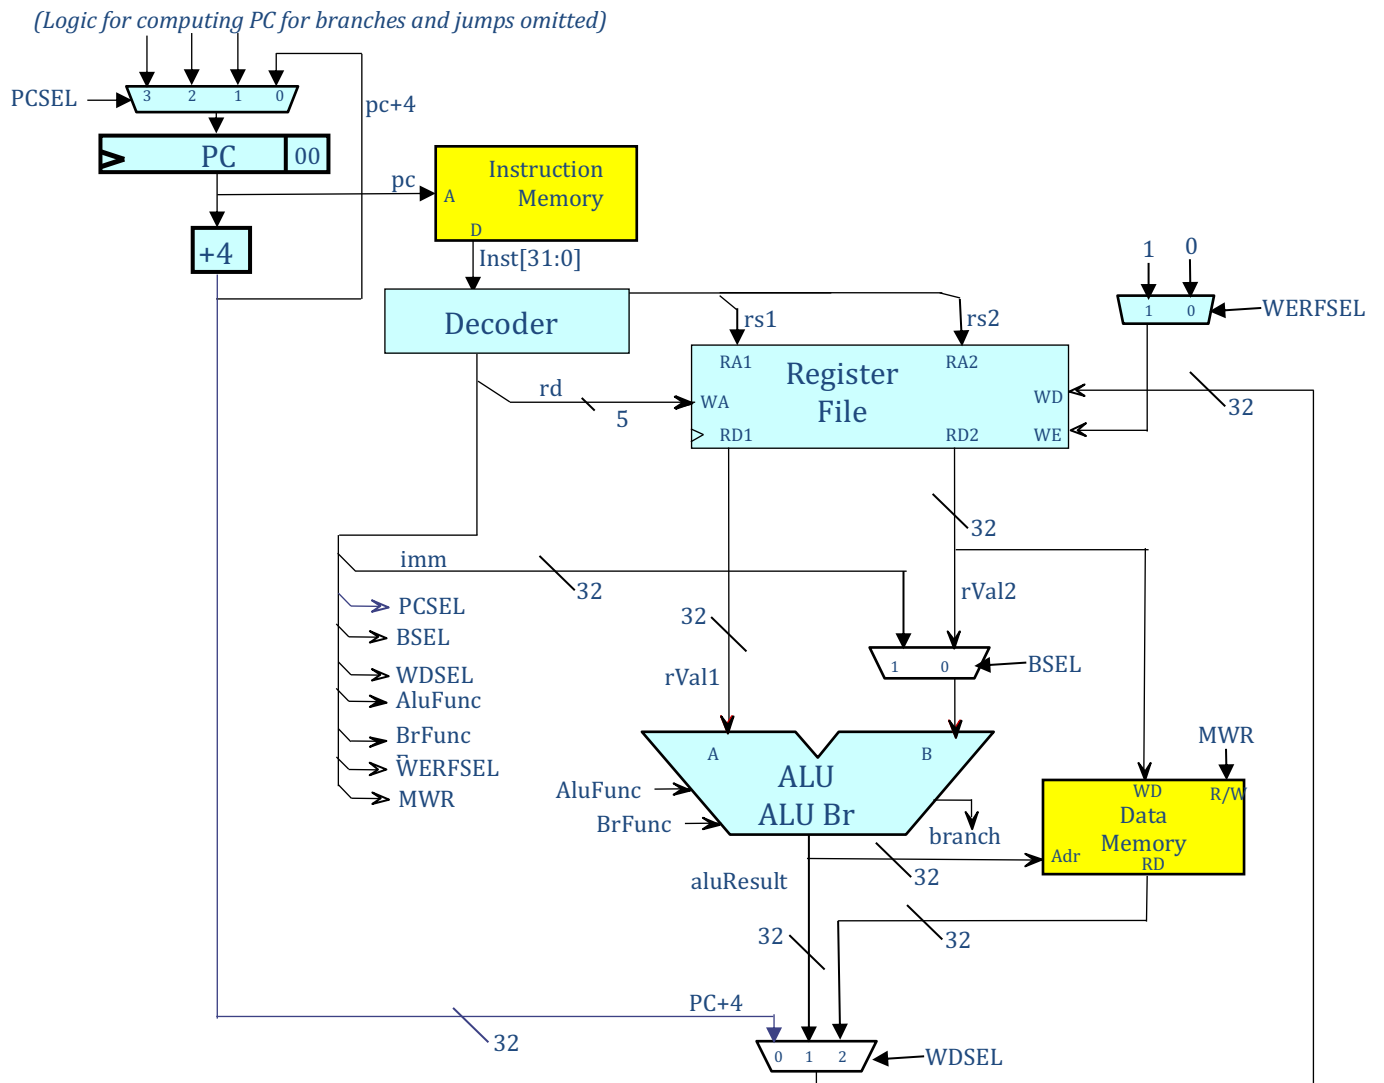 (Logic for computing PC for branches and jumps omitted)
3 2 1 0
PCSEL
pc+4
PC 00
pc
Instruction
Memory
A
D
+4
Inst[31:0]
1 0
1 0
WERFSEL
Decoder
rs1
rs2
RA1
RA2
Register
File
rd
5
WA
WD
32
RD1
RD2
WE
32
imm
32
rVal2
PCSEL
32
BSEL
1 0
BSEL
WDSEL
rVal1
AluFunc
BrFunc
WERFSEL
MWR
MWR
A
B
ALU
ALU Br
AluFunc
BrFunc
branch
WD
R/W
Data
Memory
Adr
RD
32
aluResult
32
32
PC+4
32
0 1 2
WDSEL